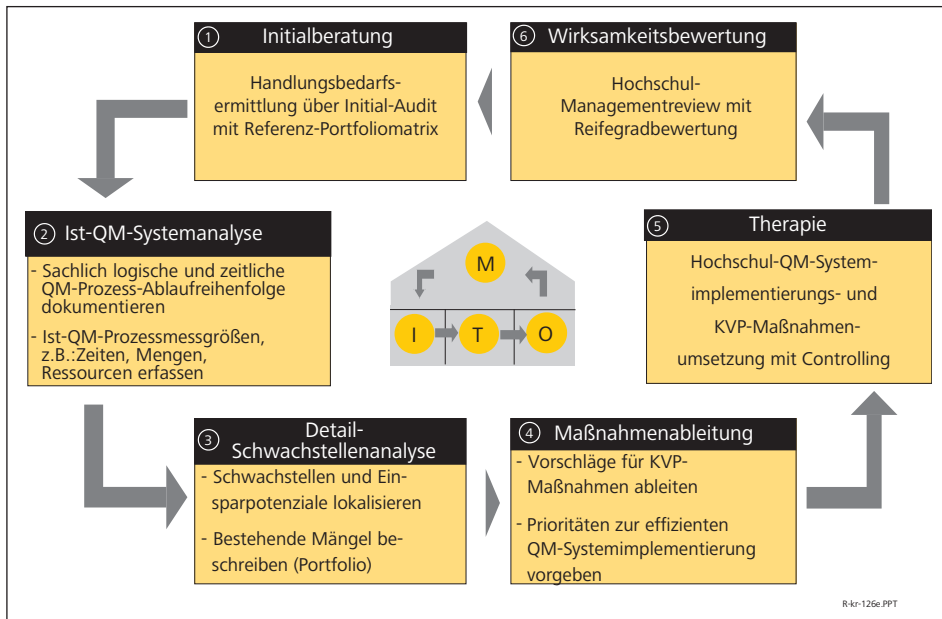 ① Initialberatung
Handlungsbedarfs-
ermittlung über Initial-Audit
mit Referenz-Portfoliomatrix
⑥ Wirksamkeitsbewertung
Hochschul-
Managementreview mit
Reifegradbewertung
② Ist-QM-Systemanalyse
- Sachlich logische und zeitliche
QM-Prozess-Ablaufreihenfolge
dokumentieren
- Ist-QM-Prozessmessgrößen,
z.B.:Zeiten, Mengen,
Ressourcen erfassen
M
I T O
⑤ Therapie
Hochschul-QM-System-
implementierungs- und
KVP-Maßnahmen-
umsetzung mit Controlling
③ Detail-
Schwachstellenanalyse
- Schwachstellen und Ein-
sparpotenziale lokalisieren
- Bestehende Mängel be-
schreiben (Portfolio)
④ Maßnahmenableitung
- Vorschläge für KVP-
Maßnahmen ableiten
- Prioritäten zur effizienten
QM-Systemimplementierung
vorgeben
R-kr-126e.PPT